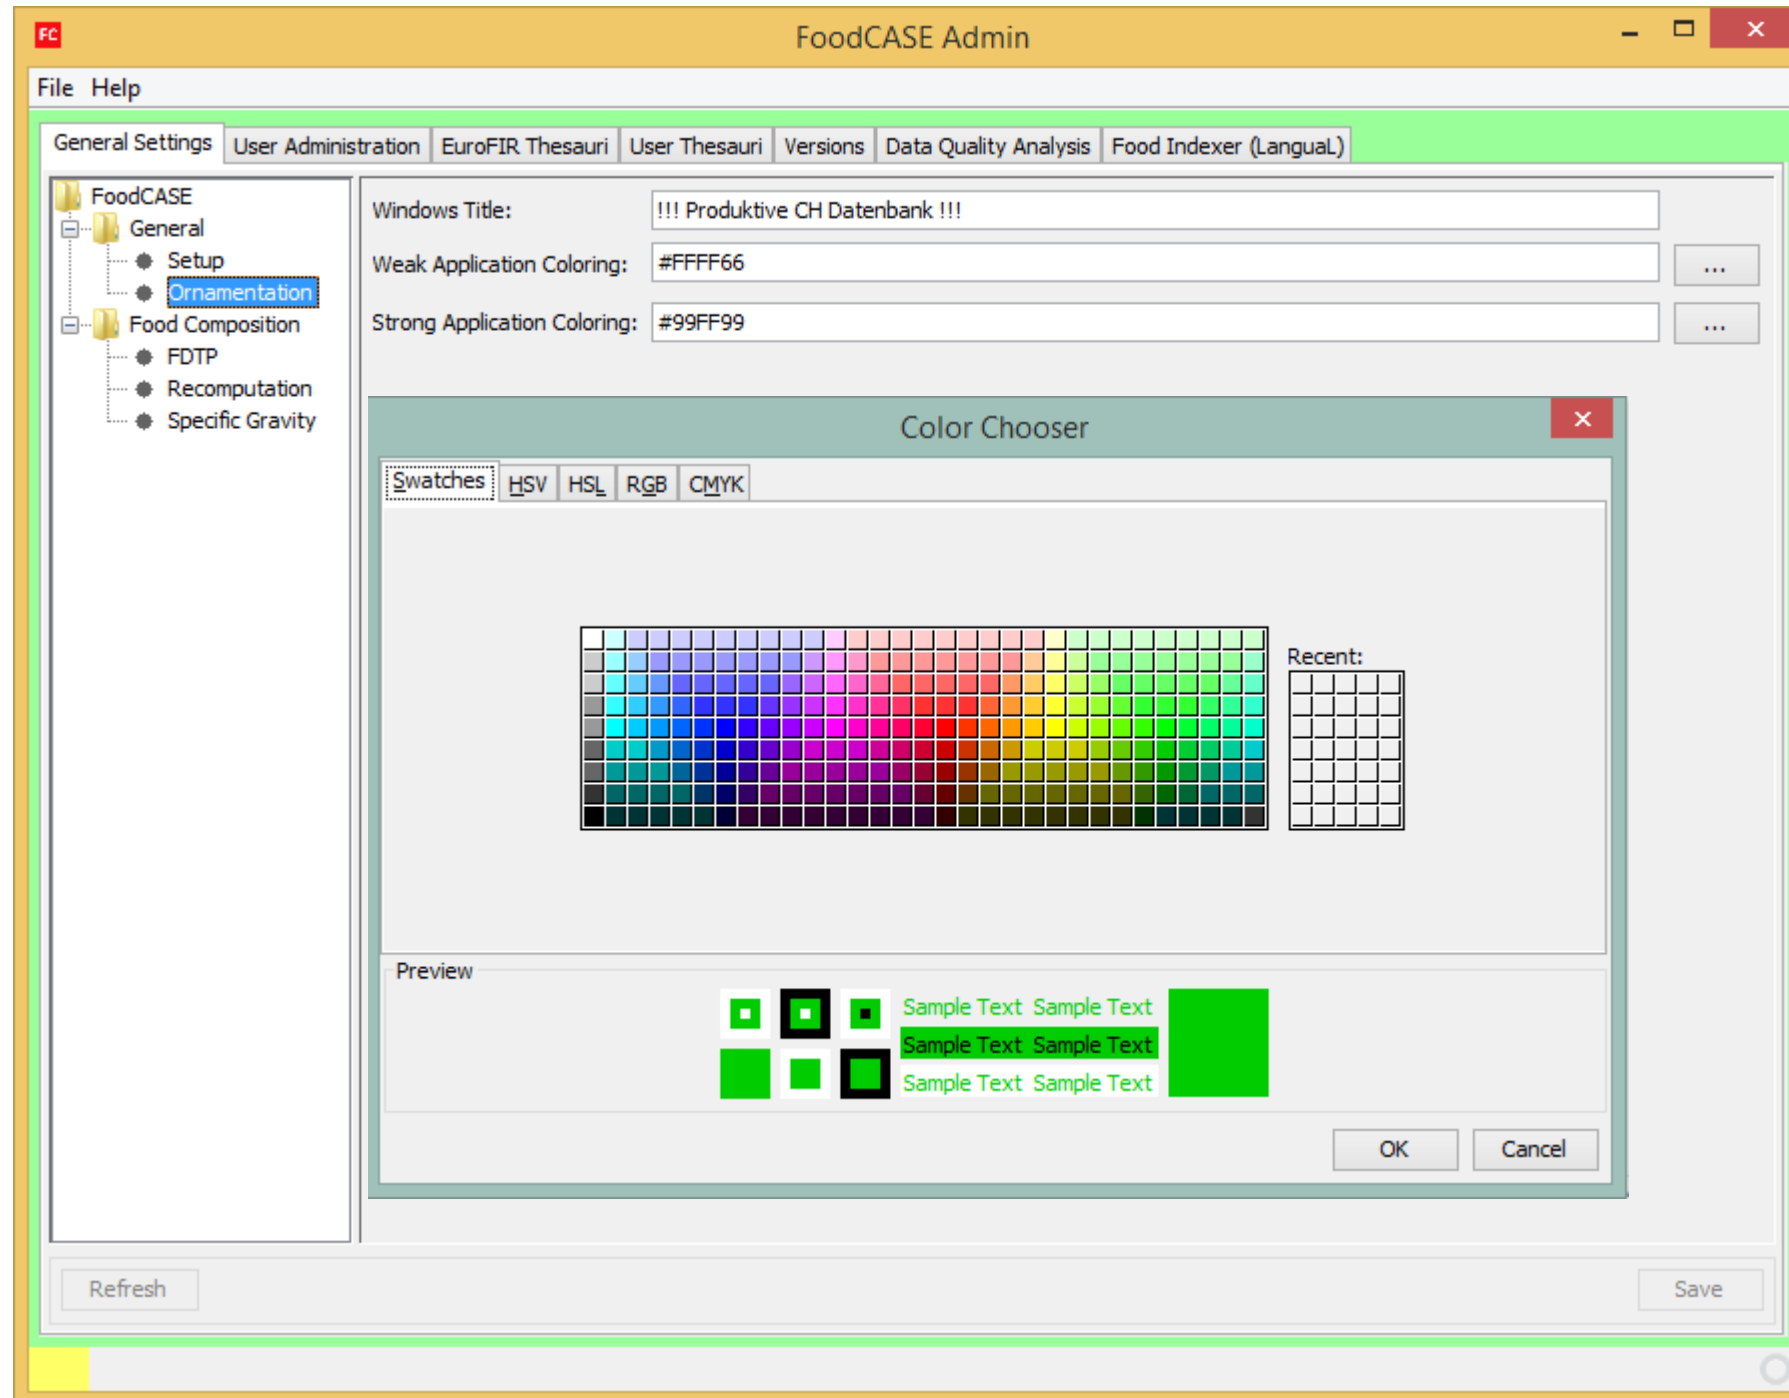 FC FoodCASE Admin
File Help
General Settings User Administration EuroFIR Thesauri User Thesauri Versions Data Quality Analysis Food Indexer (LanguaL)
FoodCASE
General
Setup
Ornamentation
Food Composition
FDTP
Recomputation
Specific Gravity
Windows Title: !!! Produktive CH Datenbank !!!
Weak Application Coloring: #FFFF66 ...
Strong Application Coloring: #99FF99 ...
Color Chooser
Swatches HSV HSL RGB CMYK
Recent:
Preview
Sample Text Sample Text
Sample Text Sample Text
Sample Text Sample Text
OK Cancel
Refresh Save